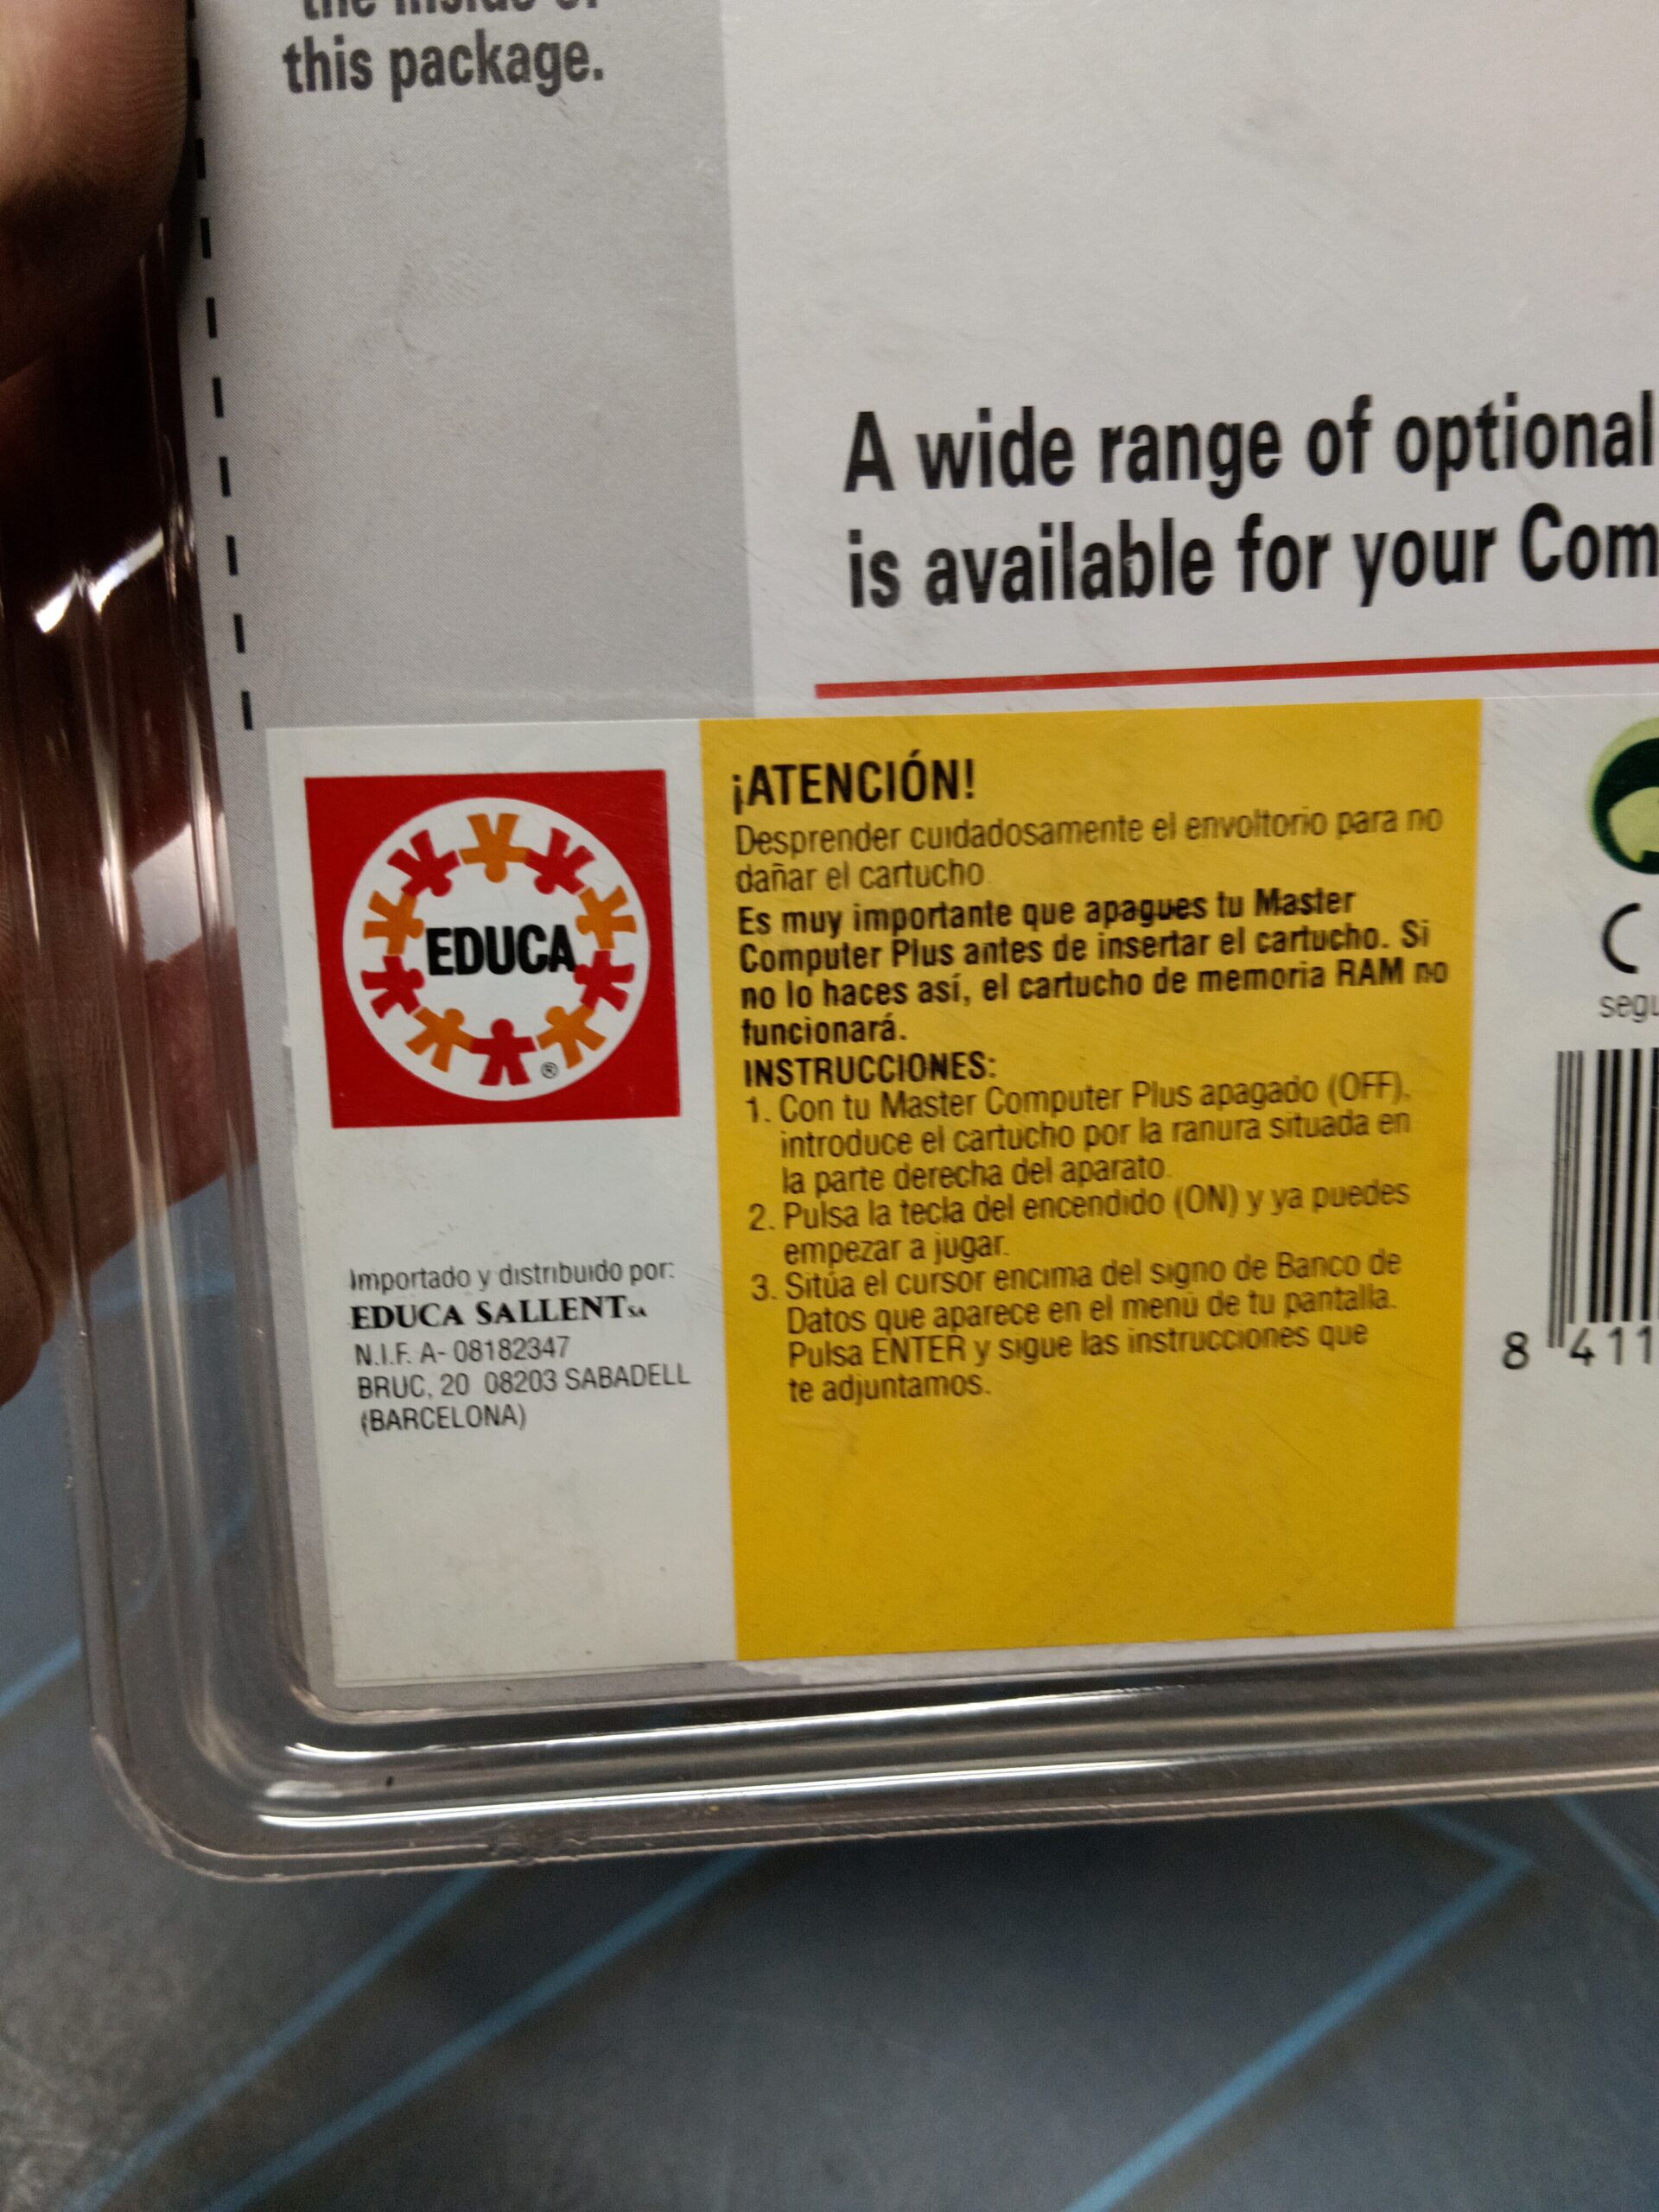 the inside of
this package.
A wide range of optional
is available for your Com
EDUCA
®
Importado y distribuido por:
EDUCA SALLENT SA
N.I.F. A- 08182347
BRUC, 20 08203 SABADELL
(BARCELONA)
¡ATENCIÓN!
Desprender cuidadosamente el envoltorio para no
dañar el cartucho.
Es muy importante que apagues tu Master
Computer Plus antes de insertar el cartucho. Si
no lo haces así, el cartucho de memoria RAM no
funcionará.
INSTRUCCIONES:
1. Con tu Master Computer Plus apagado (OFF),
introduce el cartucho por la ranura situada en
la parte derecha del aparato.
2. Pulsa la tecla del encendido (ON) y ya puedes
empezar a jugar.
3. Sitúa el cursor encima del signo de Banco de
Datos que aparece en el menú de tu pantalla.
Pulsa ENTER y sigue las instrucciones que
te adjuntamos.
C
segu
8 411